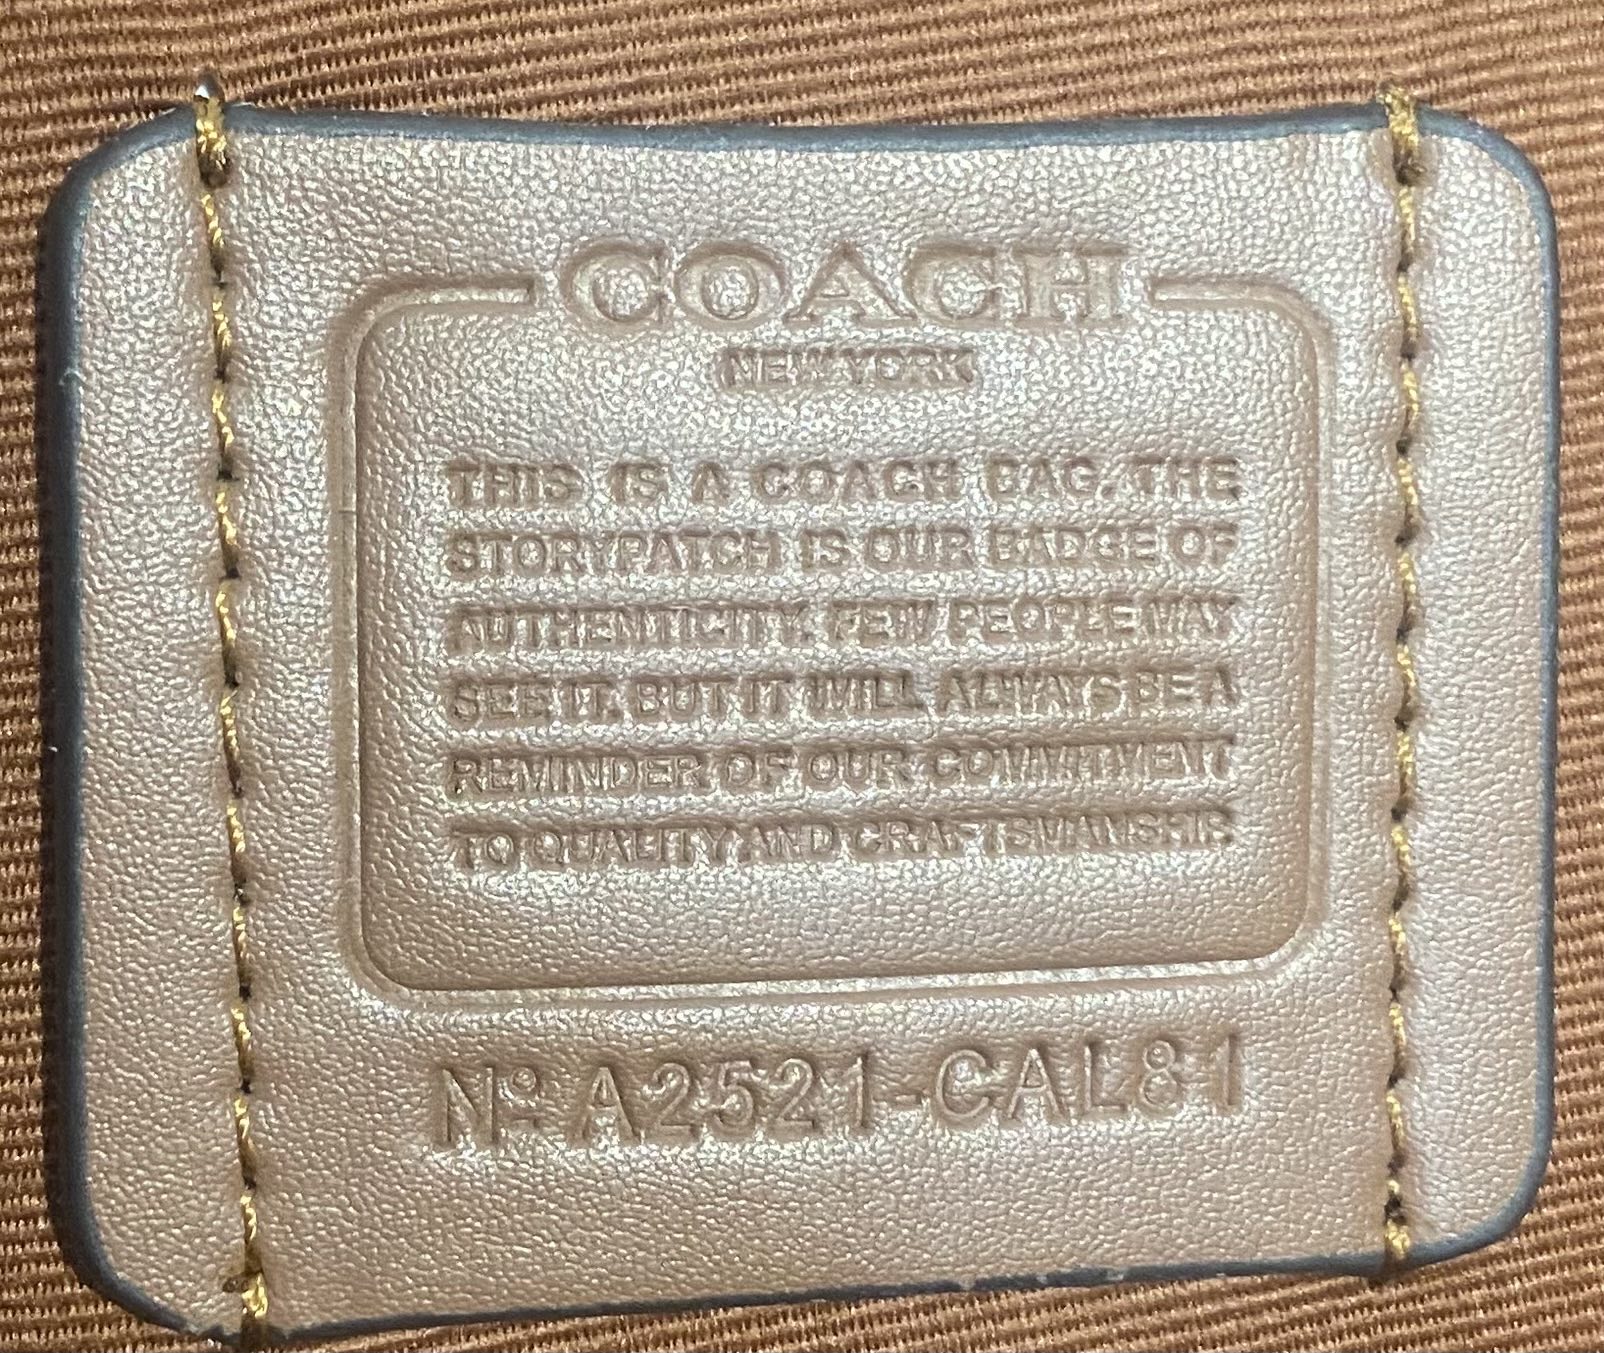 COACH
NEW YORK
THIS IS A COACH BAG. THE
STORYPATCH IS OUR BADGE OF
AUTHENTICITY. FEW PEOPLE MAY
SEE IT. BUT IT WILL ALWAYS BE A
REMINDER OF OUR COMMITMENT
TO QUALITY AND CRAFTSMANSHIP.
Nº A2521-CAL81